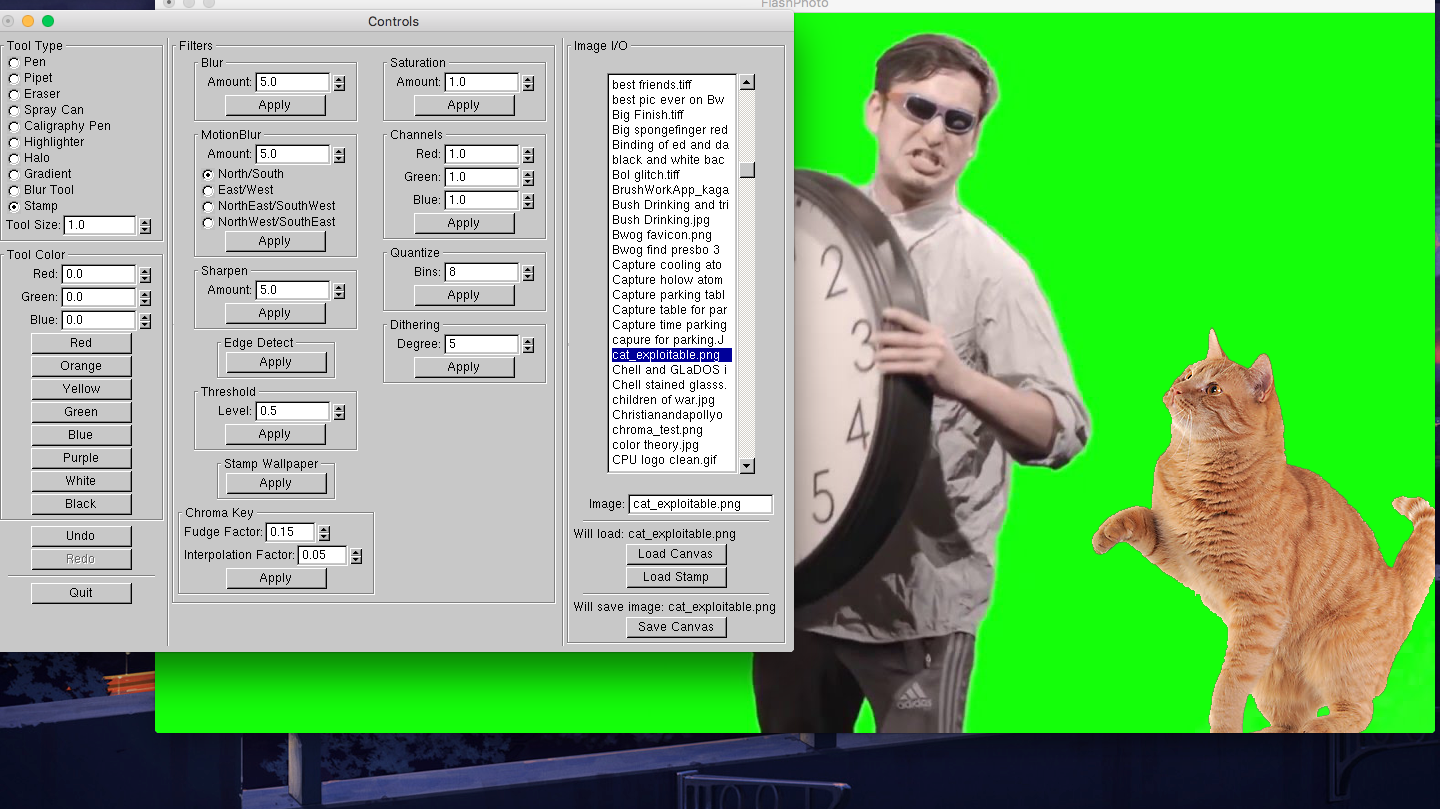 FlashPhoto
Controls
Tool Type
Pen
Pipet
Eraser
Spray Can
Caligraphy Pen
Highlighter
Halo
Gradient
Blur Tool
Stamp
Tool Size: 1.0
Tool Color
Red: 0.0
Green: 0.0
Blue: 0.0
Red
Orange
Yellow
Green
Blue
Purple
White
Black
Undo
Redo
Quit
Filters
Blur
Amount: 5.0
Apply
MotionBlur
Amount: 5.0
North/South
East/West
NorthEast/SouthWest
NorthWest/SouthEast
Apply
Sharpen
Amount: 5.0
Apply
Edge Detect
Apply
Threshold
Level: 0.5
Apply
Stamp Wallpaper
Apply
Chroma Key
Fudge Factor: 0.15
Interpolation Factor: 0.05
Apply
Saturation
Amount: 1.0
Apply
Channels
Red: 1.0
Green: 1.0
Blue: 1.0
Apply
Quantize
Bins: 8
Apply
Dithering
Degree: 5
Apply
Image I/O
best friends.tiff
best pic ever on Bw
Big Finish.tiff
Big spongefinger red
Binding of ed and da
black and white bac
Bol glitch.tiff
BrushWorkApp_kaga
Bush Drinking and tri
Bush Drinking.jpg
Bwog favicon.png
Bwog find presbo 3
Capture cooling ato
Capture holow atom
Capture parking tabl
Capture table for par
Capture time parking
capure for parking.J
cat_exploitable.png
Chell and GLaDOS i
Chell stained glasss.
children of war.jpg
Christianandapollyo
chroma_test.png
color theory.jpg
CPU logo clean.gif
Image: cat_exploitable.png
Will load: cat_exploitable.png
Load Canvas
Load Stamp
Will save image: cat_exploitable.png
Save Canvas
2
3
4
5
adidas